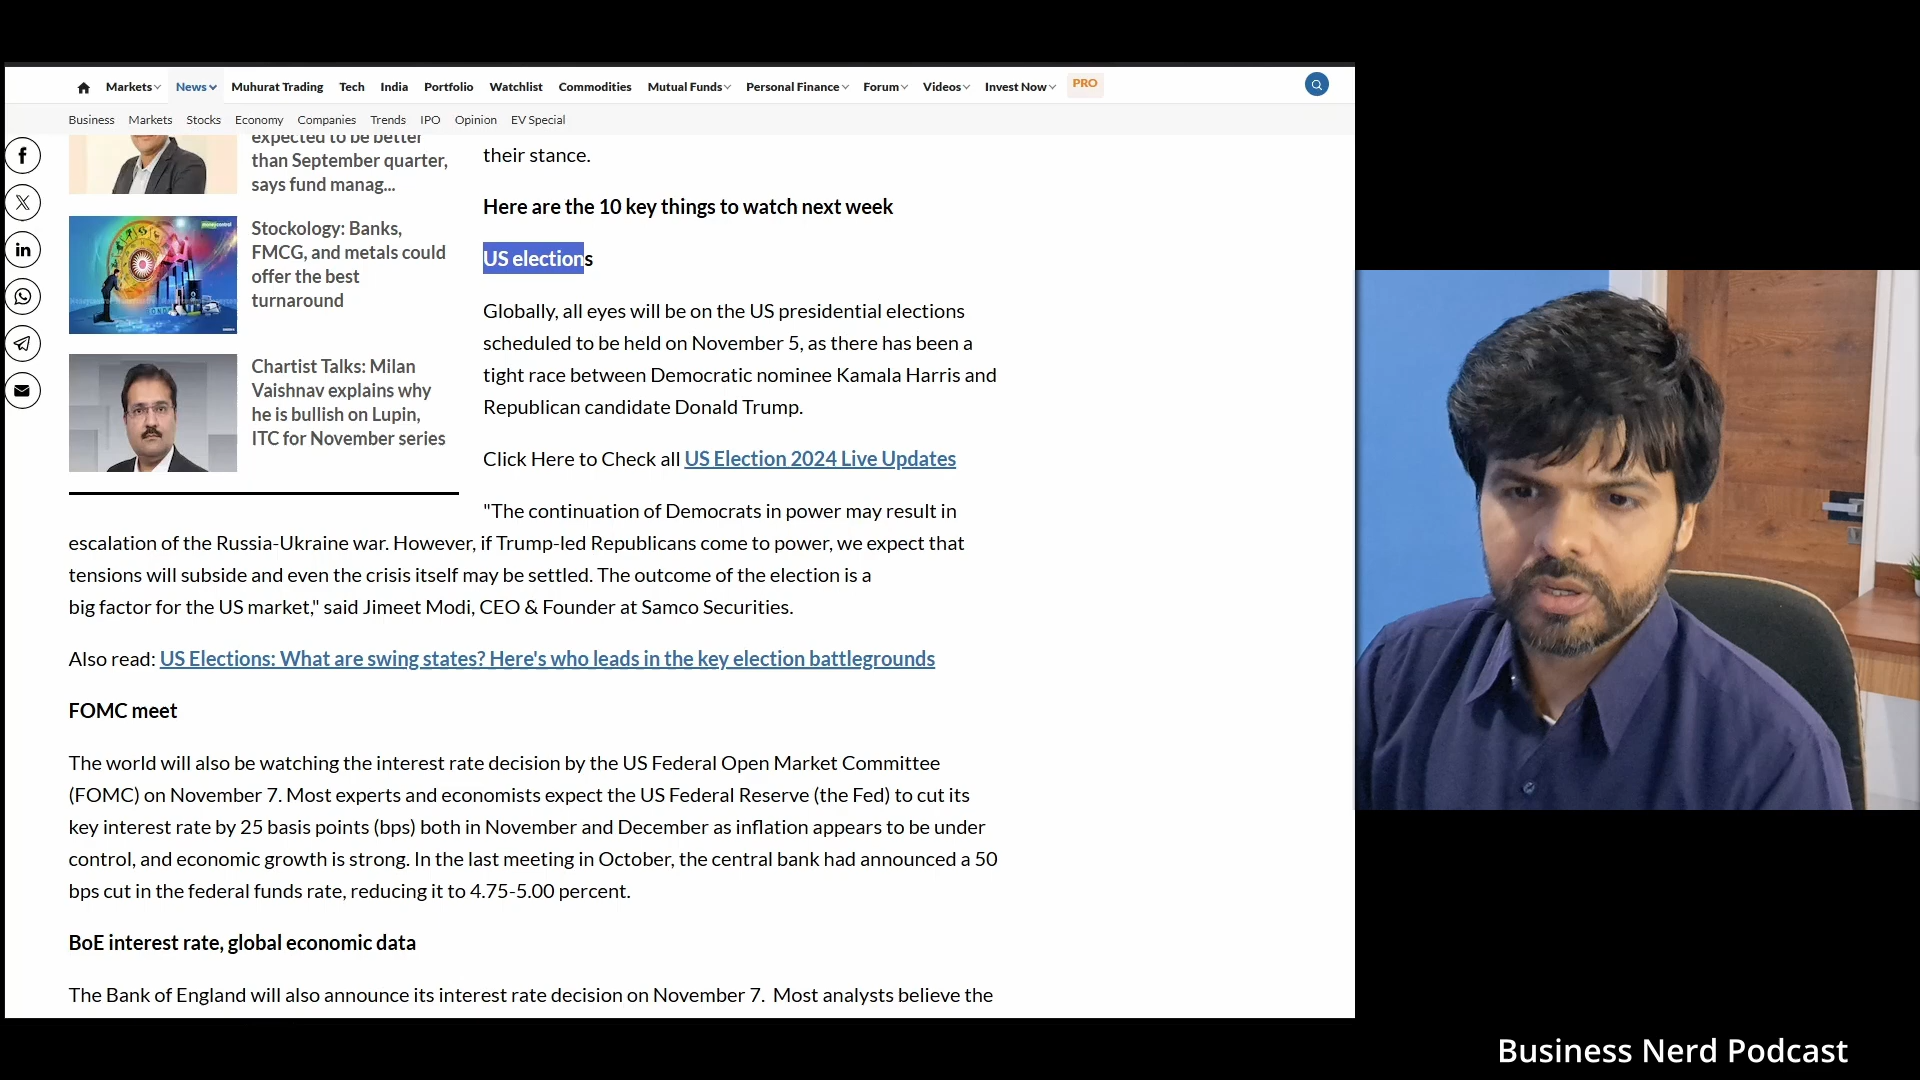 Markets News Muhurat Trading Tech India Portfolio Watchlist Commodities Mutual Funds Personal Finance Forum Videos Invest Now PRO
Business Markets Stocks Economy Companies Trends IPO Opinion EV Special
expected to be better
than September quarter,
says fund manag...
Stockology: Banks,
FMCG, and metals could
offer the best
turnaround
Chartist Talks: Milan
Vaishnav explains why
he is bullish on Lupin,
ITC for November series
their stance.
Here are the 10 key things to watch next week
US elections
Globally, all eyes will be on the US presidential elections
scheduled to be held on November 5, as there has been a
tight race between Democratic nominee Kamala Harris and
Republican candidate Donald Trump.
Click Here to Check all US Election 2024 Live Updates
"The continuation of Democrats in power may result in
escalation of the Russia-Ukraine war. However, if Trump-led Republicans come to power, we expect that
tensions will subside and even the crisis itself may be settled. The outcome of the election is a
big factor for the US market," said Jimeet Modi, CEO & Founder at Samco Securities.
Also read: US Elections: What are swing states? Here's who leads in the key election battlegrounds
FOMC meet
The world will also be watching the interest rate decision by the US Federal Open Market Committee
(FOMC) on November 7. Most experts and economists expect the US Federal Reserve (the Fed) to cut its
key interest rate by 25 basis points (bps) both in November and December as inflation appears to be under
control, and economic growth is strong. In the last meeting in October, the central bank had announced a 50
bps cut in the federal funds rate, reducing it to 4.75-5.00 percent.
BoE interest rate, global economic data
The Bank of England will also announce its interest rate decision on November 7. Most analysts believe the
Business Nerd Podcast